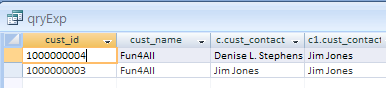 qryExp
cust_id cust_name c.cust_contact c1.cust_contact
1000000004 Fun4All Denise L. Stephens Jim Jones
1000000003 Fun4All Jim Jones Jim Jones